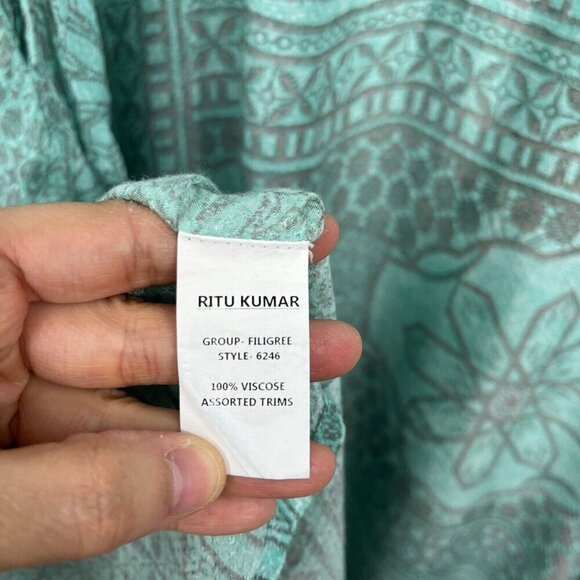 RITU KUMAR
GROUP- FILIGREE
STYLE- 6246
100% VISCOSE
ASSORTED TRIMS